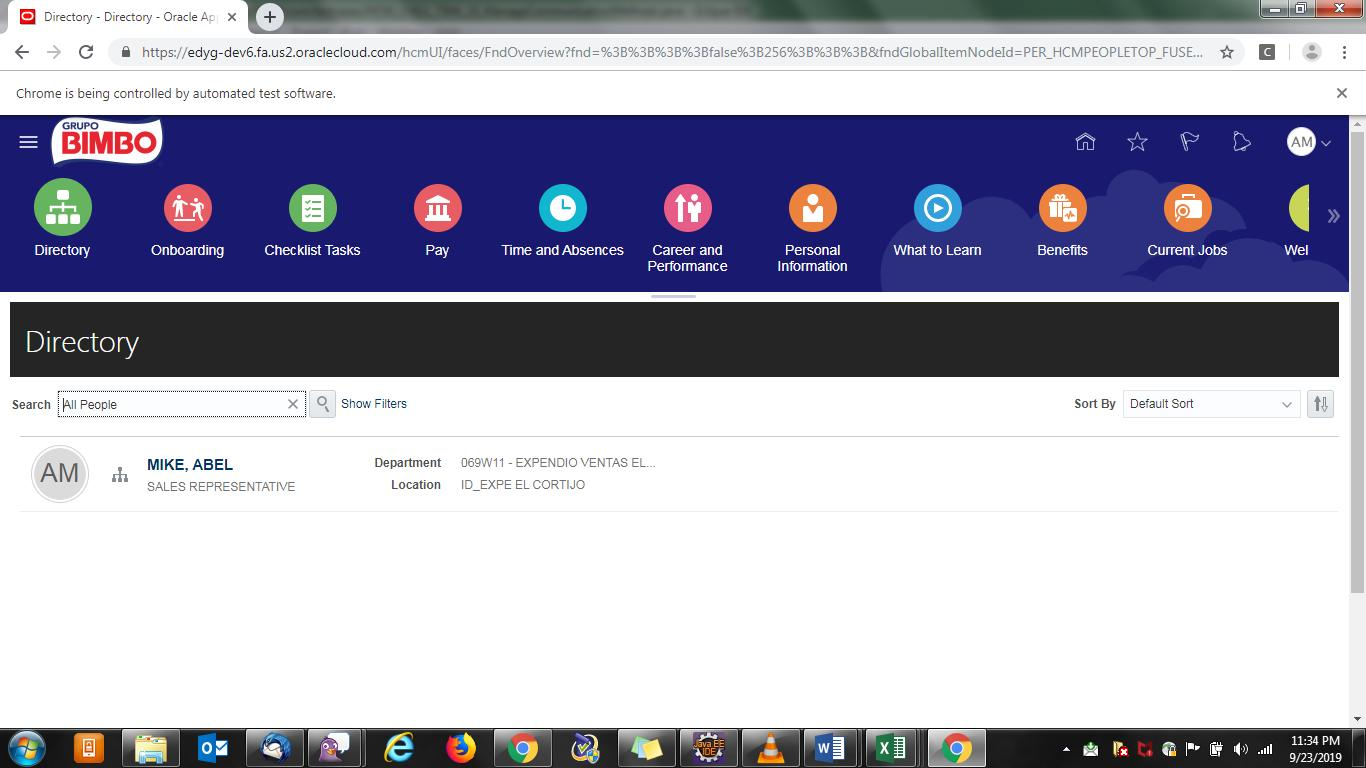 Directory - Directory - Oracle Ap
https://edyg-dev6.fa.us2.oraclecloud.com/hcmUI/faces/FndOverview?fnd=%3B%3B%3B%3Bfalse%3B256%3B%3B%3B&fndGlobalItemNodeId=PER_HCMPEOPLETOP_FUSE...
C
Chrome is being controlled by automated test software.
GRUPO
BIMBO
AM
Directory
Onboarding
Checklist Tasks
Pay
Time and Absences
Career and
Performance
Personal
Information
What to Learn
Benefits
Current Jobs
Wel
Directory
Search All People Show Filters Sort By Default Sort
AM
MIKE, ABEL Department 069W11 - EXPENDIO VENTAS EL...
SALES REPRESENTATIVE Location ID_EXPE EL CORTIJO
Java EE
IDE
11:34 PM
9/23/2019